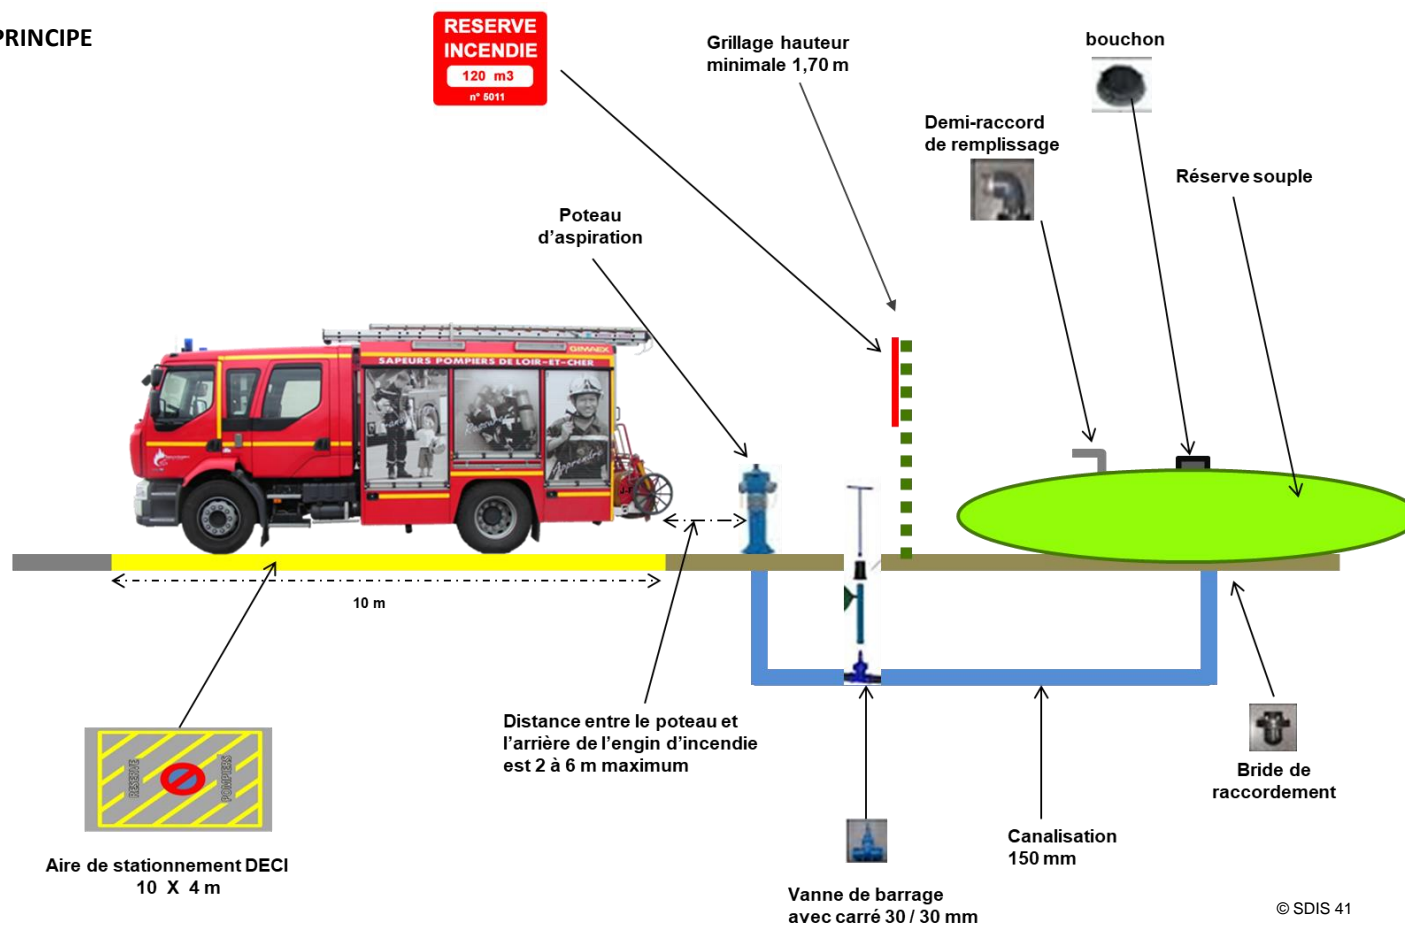 PRINCIPE
RESERVE
INCENDIE
120 m3
n° 5011
Grillage hauteur
minimale 1,70 m
bouchon
Demi-raccord
de remplissage
Réserve souple
Poteau
d’aspiration
SAPEURS POMPIERS DE LOIR-ET-CHER
GIMAEX
Apprendre
10 m
Distance entre le poteau et
l’arrière de l’engin d’incendie
est 2 à 6 m maximum
RESERVE
POMPIERS
Aire de stationnement DECI
10 X 4 m
Bride de
raccordement
Canalisation
150 mm
Vanne de barrage
avec carré 30 / 30 mm
© SDIS 41